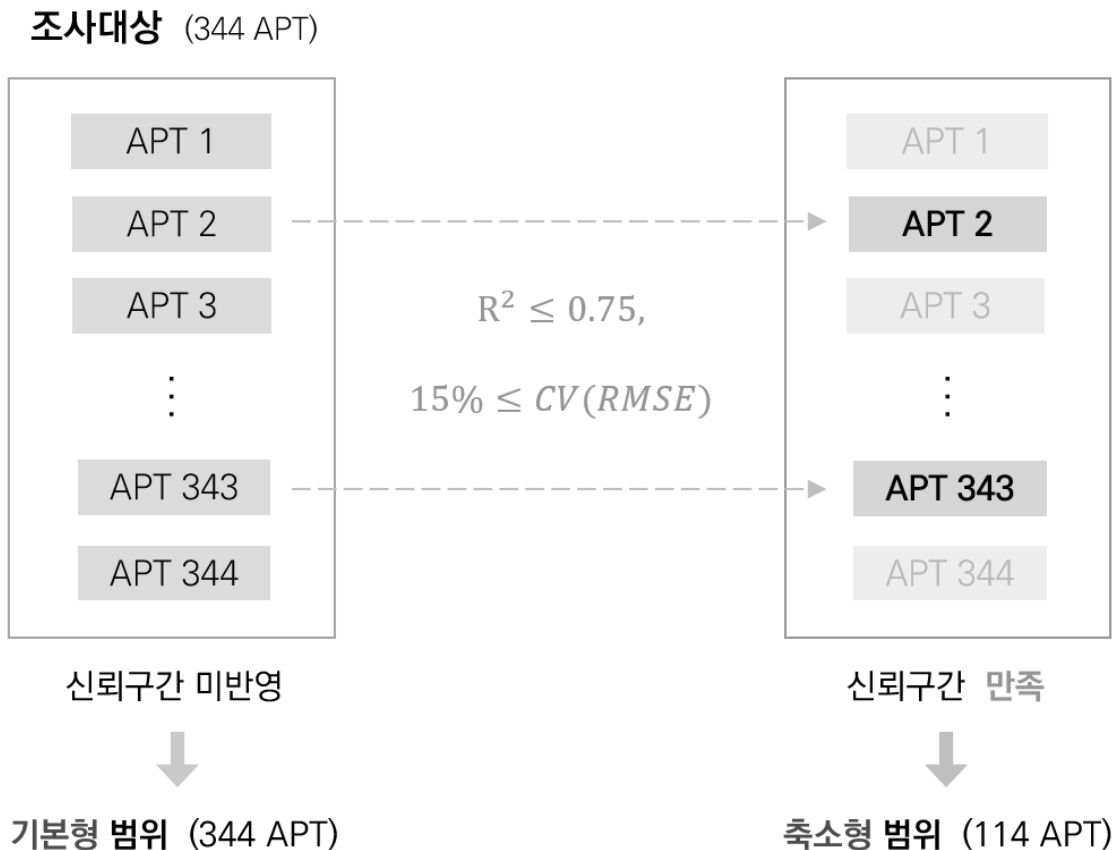 조사대상 (344 APT)
APT 1
APT 2
APT 3
⋮
APT 343
APT 344
신뢰구간 미반영
기본형 범위 (344 APT)
R² ≤ 0.75,
15% ≤ CV(RMSE)
APT 1
APT 2
APT 3
⋮
APT 343
APT 344
신뢰구간 만족
축소형 범위 (114 APT)